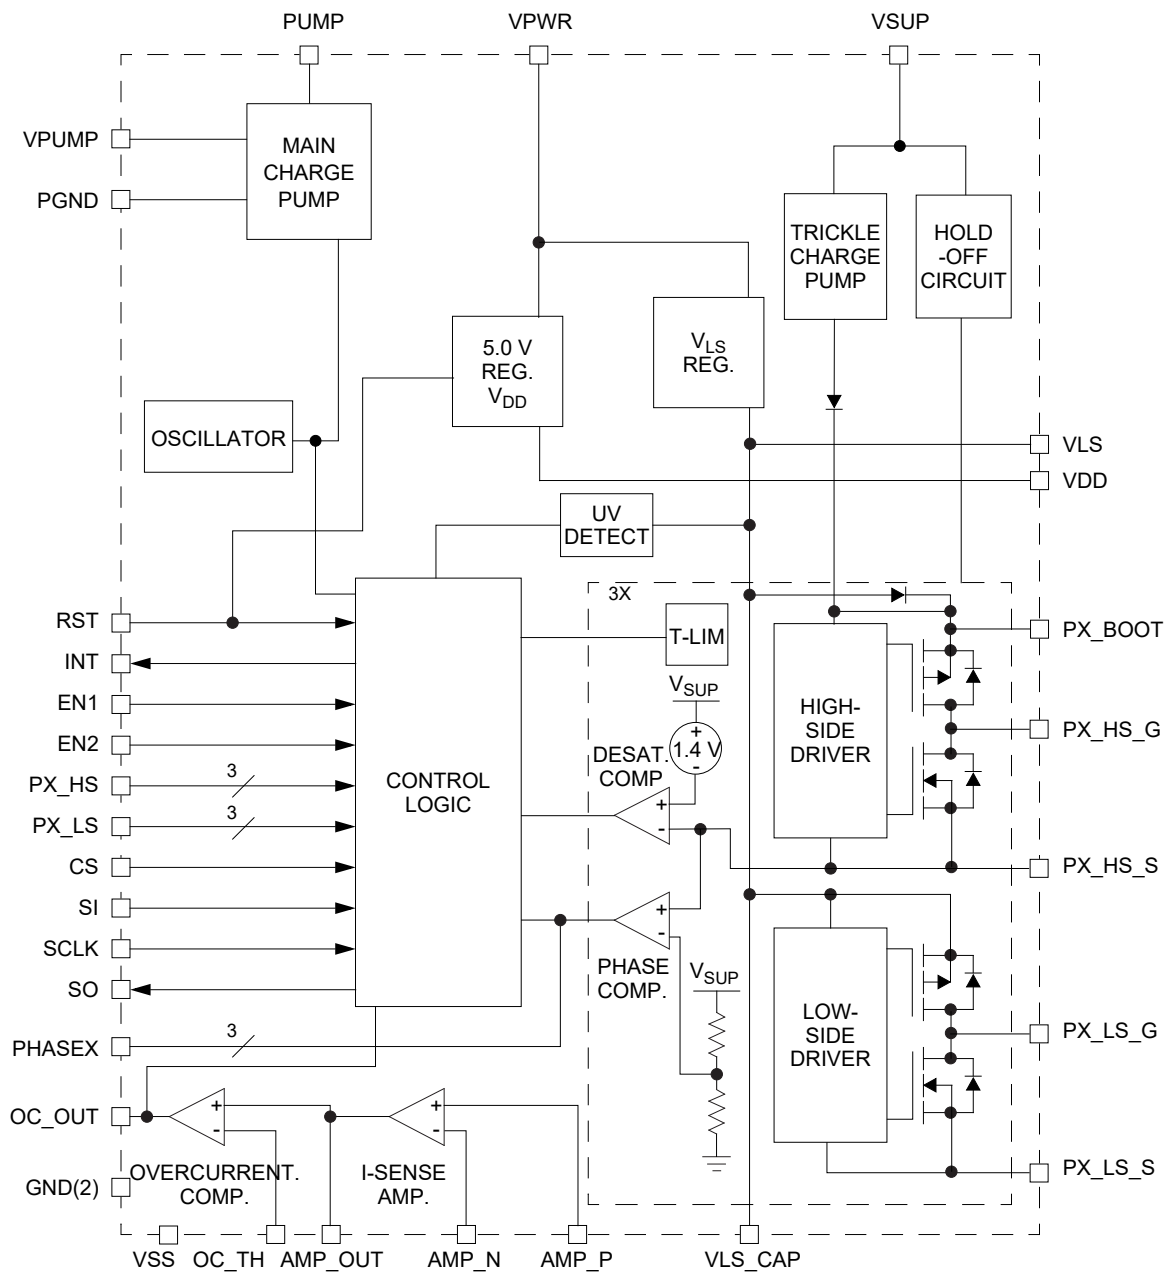 PUMP
VPWR
VSUP
VPUMP
MAIN
CHARGE
PUMP
PGND
TRICKLE
CHARGE
PUMP
HOLD
-OFF
CIRCUIT
5.0 V
REG.
VDD
VLS
REG.
OSCILLATOR
VLS
VDD
UV
DETECT
3X
RST
INT
EN1
EN2
PX_HS
3
PX_LS
3
CS
SI
SCLK
SO
PHASEX
3
CONTROL
LOGIC
T-LIM
VSUP
+
1.4 V
-
DESAT.
COMP.
+
-
+
-
PHASE
COMP.
VSUP
HIGH-
SIDE
DRIVER
LOW-
SIDE
DRIVER
PX_BOOT
PX_HS_G
PX_HS_S
PX_LS_G
PX_LS_S
OC_OUT
+
-
OVERCURRENT.
COMP.
+
-
I-SENSE
AMP.
GND(2)
VSS
OC_TH
AMP_OUT
AMP_N
AMP_P
VLS_CAP